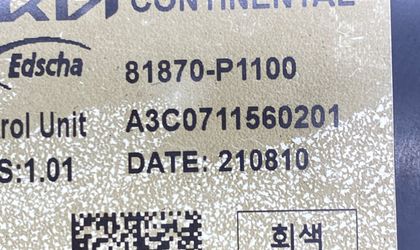 CONTINENTAL
Edscha 81870-P1100
rol Unit A3C0711560201
S:1.01 DATE: 210810
회색